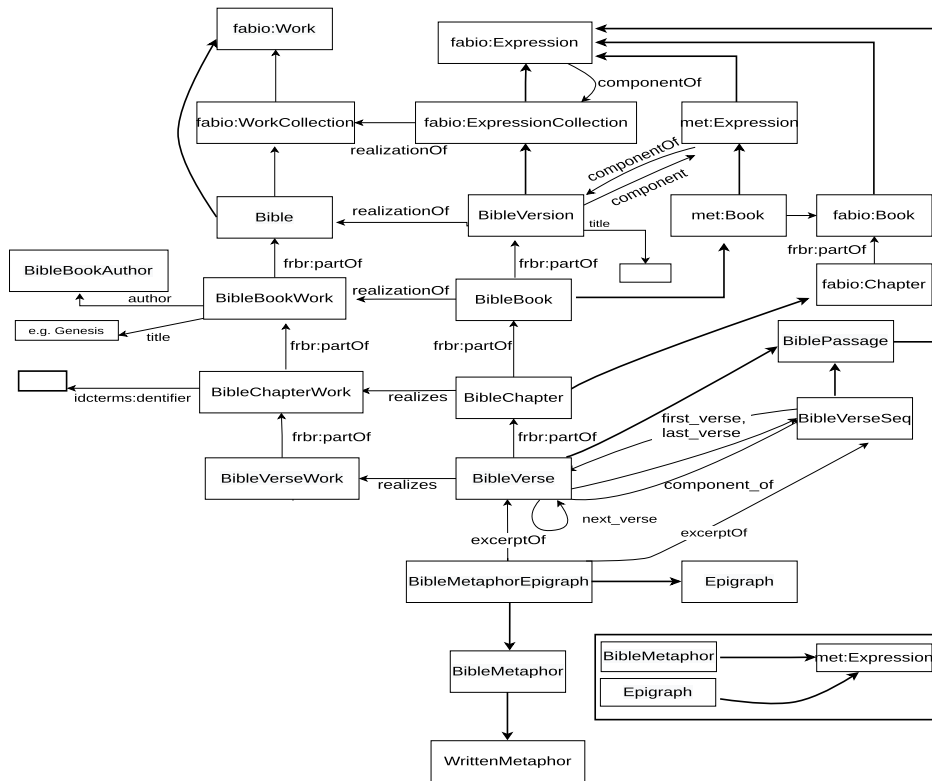 fabio:Work
fabio:Expression
componentOf
fabio:WorkCollection
fabio:ExpressionCollection
met:Expression
realizationOf
componentOf
component
Bible
realizationOf
BibleVersion
title
met:Book
fabio:Book
frbr:partOf
frbr:partOf
frbr:partOf
BibleBookAuthor
author
BibleBookWork
realizationOf
BibleBook
fabio:Chapter
e.g. Genesis
title
frbr:partOf
frbr:partOf
BiblePassage
idcterms:dentifier
BibleChapterWork
realizes
BibleChapter
first_verse,
last_verse
BibleVerseSeq
frbr:partOf
frbr:partOf
BibleVerseWork
realizes
BibleVerse
component_of
next_verse
excerptOf
excerptOf
BibleMetaphorEpigraph
Epigraph
BibleMetaphor
BibleMetaphor
met:Expression
Epigraph
WrittenMetaphor